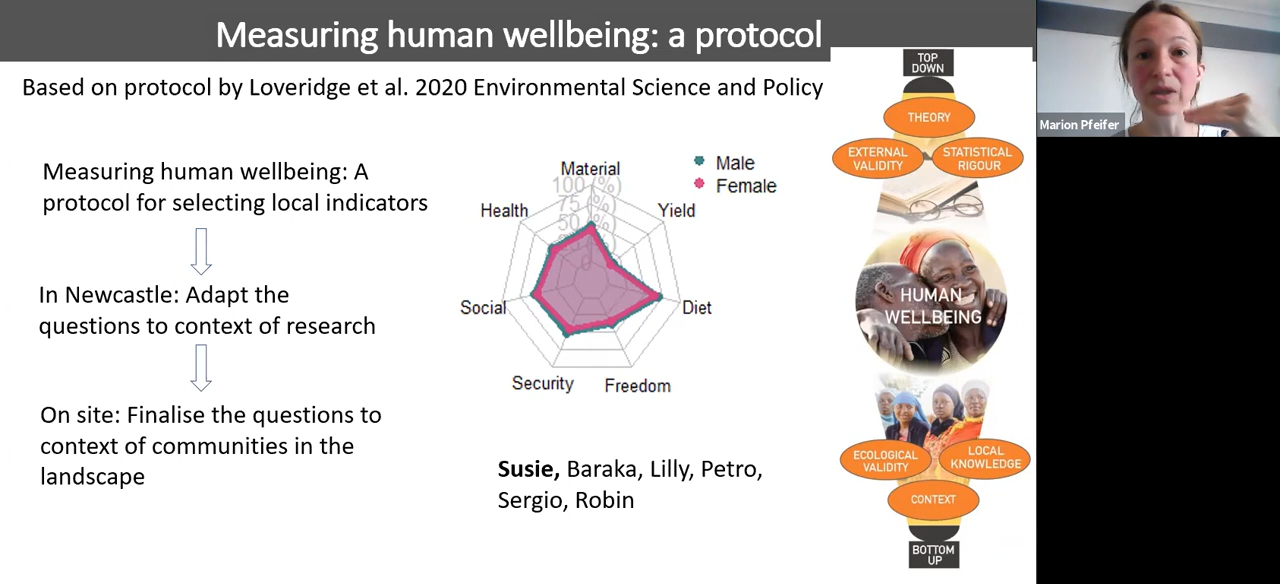 Measuring human wellbeing: a protocol
Based on protocol by Loveridge et al. 2020 Environmental Science and Policy
Measuring human wellbeing: A
protocol for selecting local indicators
In Newcastle: Adapt the
questions to context of research
On site: Finalise the questions to
context of communities in the
landscape
Material
100 (%)
75 (%)
50 (%)
0
Yield
Diet
Freedom
Security
Social
Health
Male
Female
Susie, Baraka, Lilly, Petro,
Sergio, Robin
TOP
DOWN
THEORY
EXTERNAL
VALIDITY
STATISTICAL
RIGOUR
HUMAN
WELLBEING
ECOLOGICAL
VALIDITY
LOCAL
KNOWLEDGE
CONTEXT
BOTTOM
UP
Marion Pfeifer